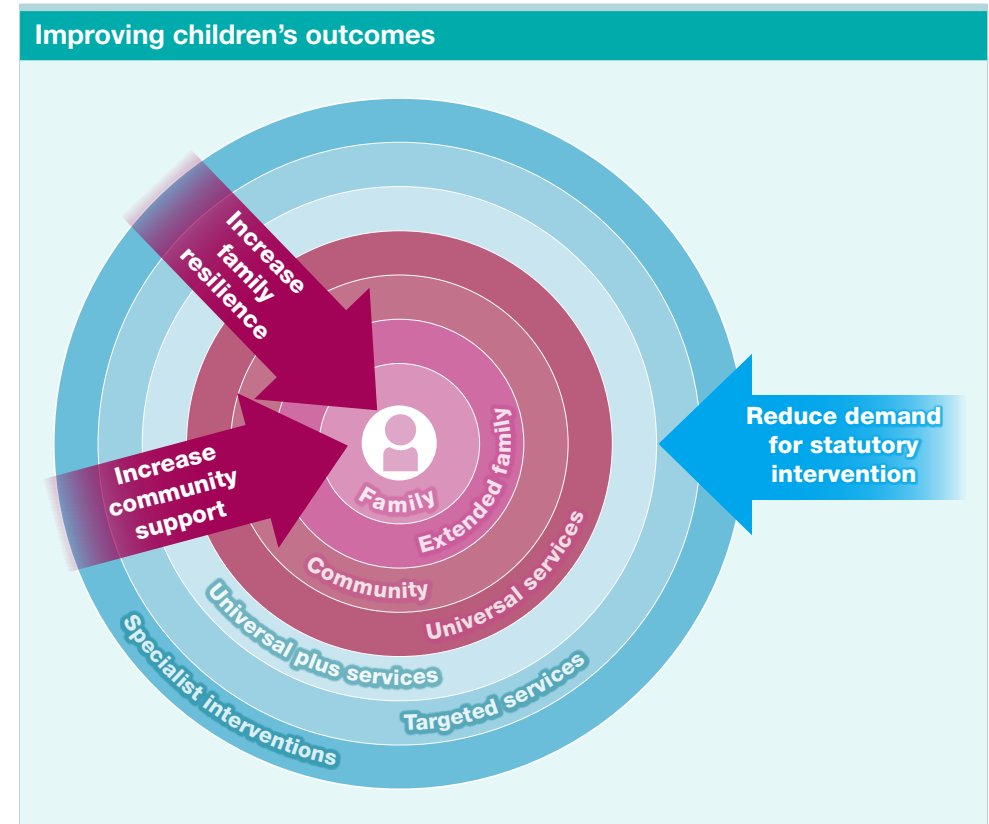 Improving children’s outcomes
Increase
family
resilience
Increase
community
support
Reduce demand
for statutory
intervention
Family
Extended family
Community
Universal services
Universal plus services
Targeted services
Specialist interventions